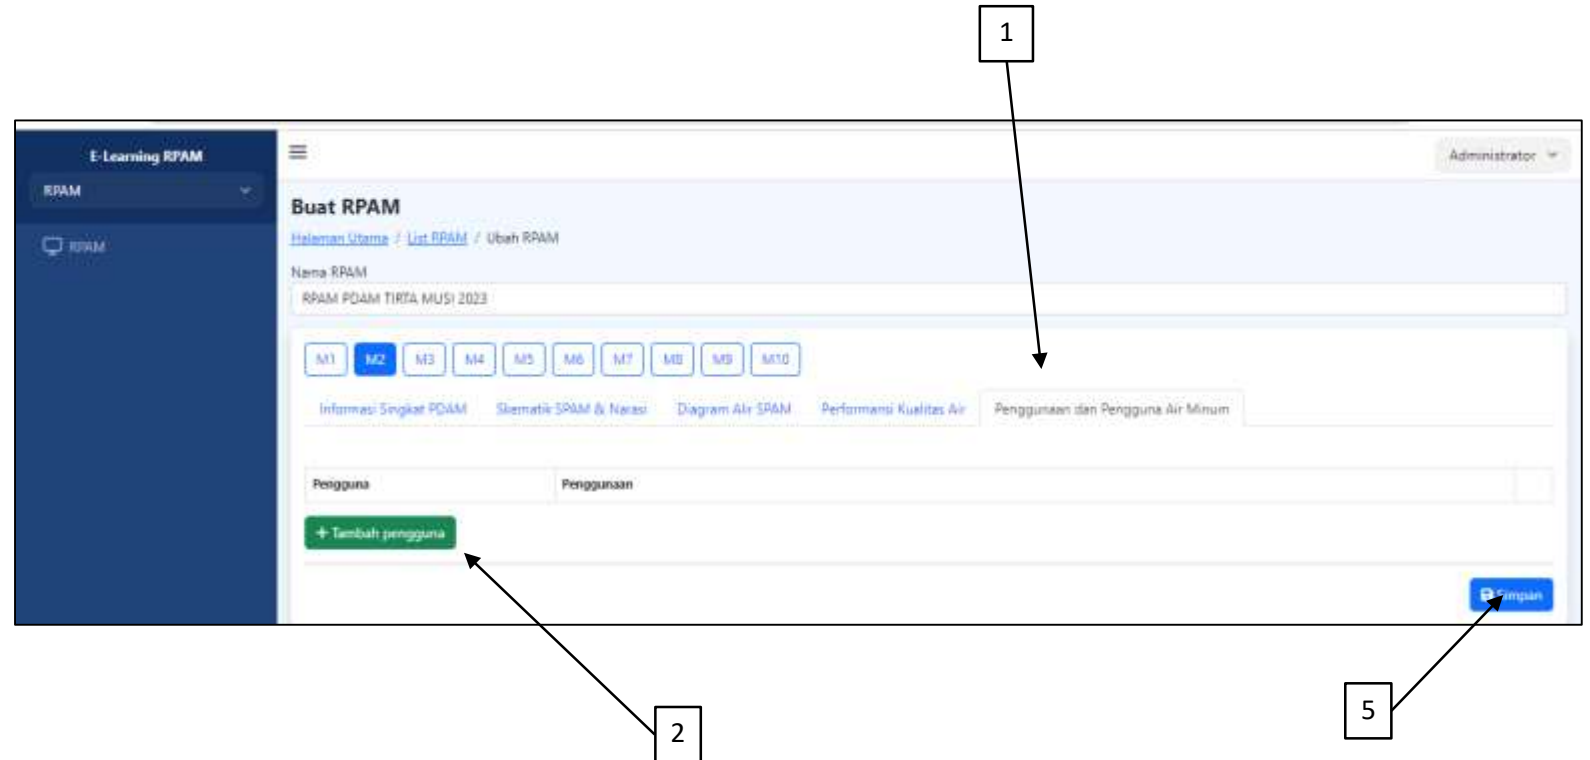 1
E-Learning RPAM
Administrator
RPAM
Buat RPAM
RPAM
Halaman Utama / List RPAM / Ubah RPAM
Nama RPAM
RPAM PDAM TIRTA MUSI 2023
M1 M2 M3 M4 M5 M6 M7 M8 M9 M10
Informasi Singkat PDAM Skematik SPAM & Narasi Diagram Alir SPAM Performansi Kualitas Air Penggunaan dan Pengguna Air Minum
Pengguna Penggunaan
+ Tambah pengguna
Simpan
5
2